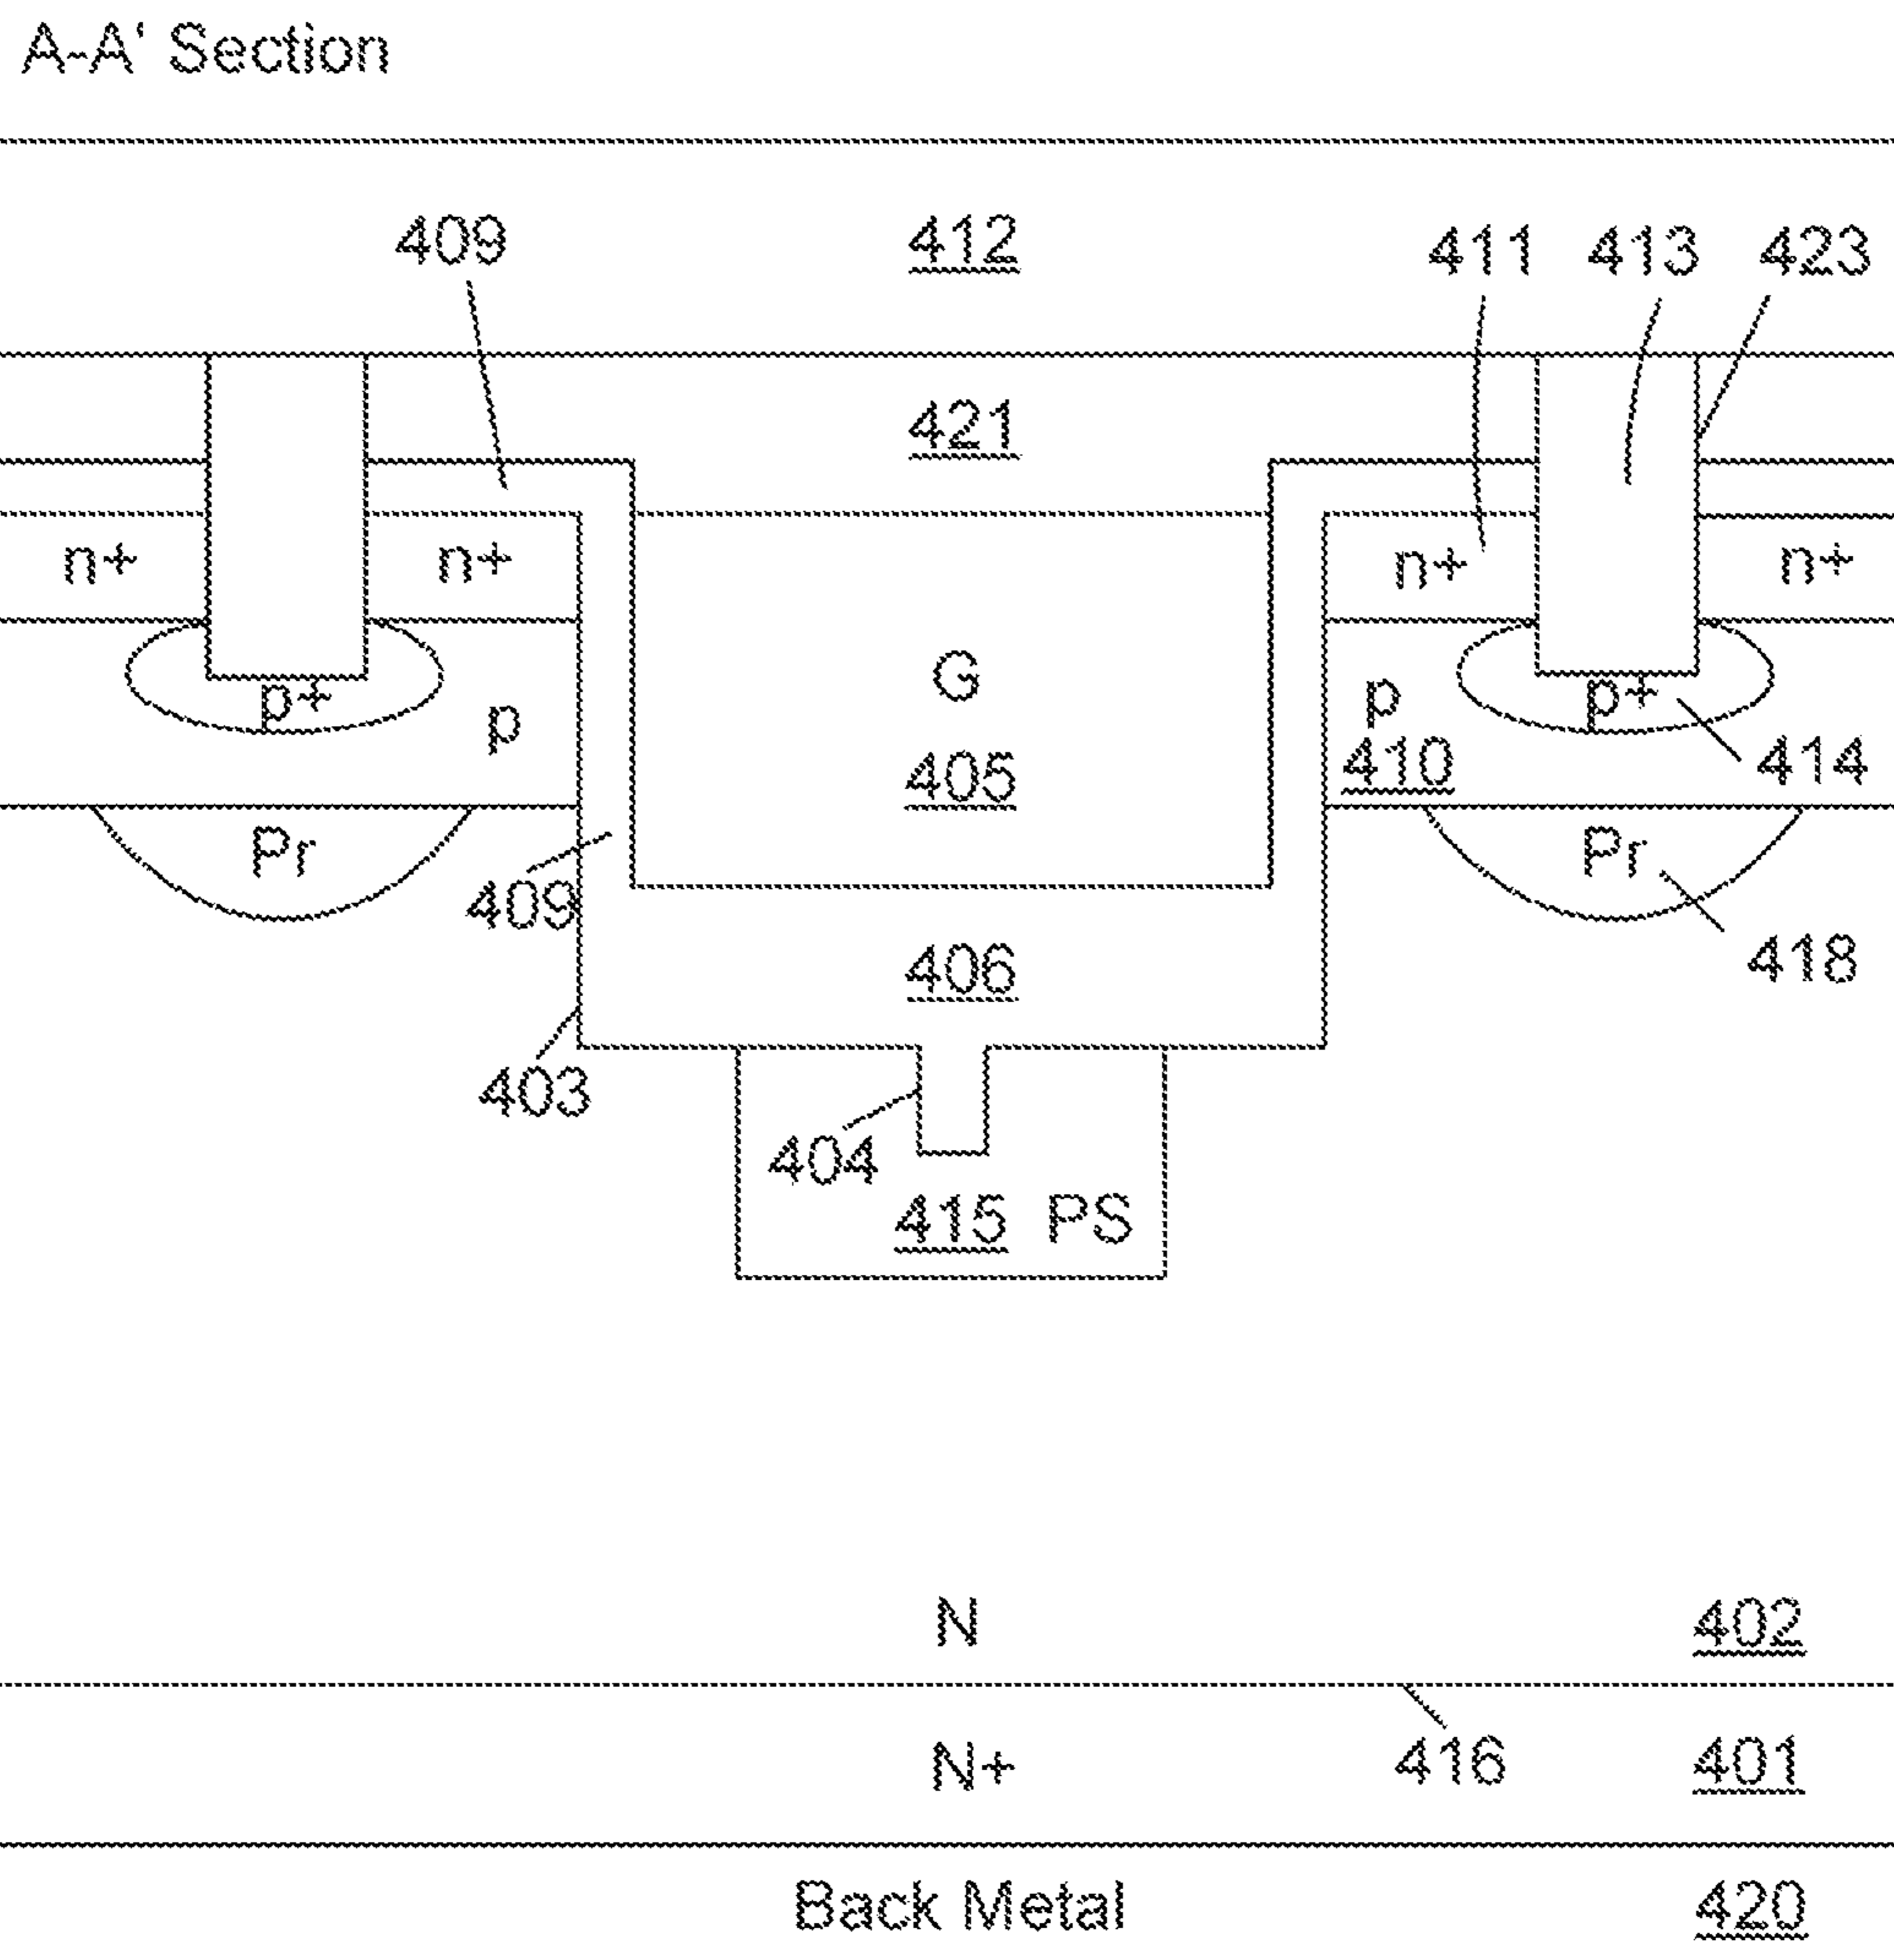 A-A' Section
409 412 411 413 423
421
n+ n+ n+ n+
G
p+ p p p+
405 410 414
Pr Pr
409
406 418
403
404
415 PS
N 402
N+ 416 401
Back Metal 420